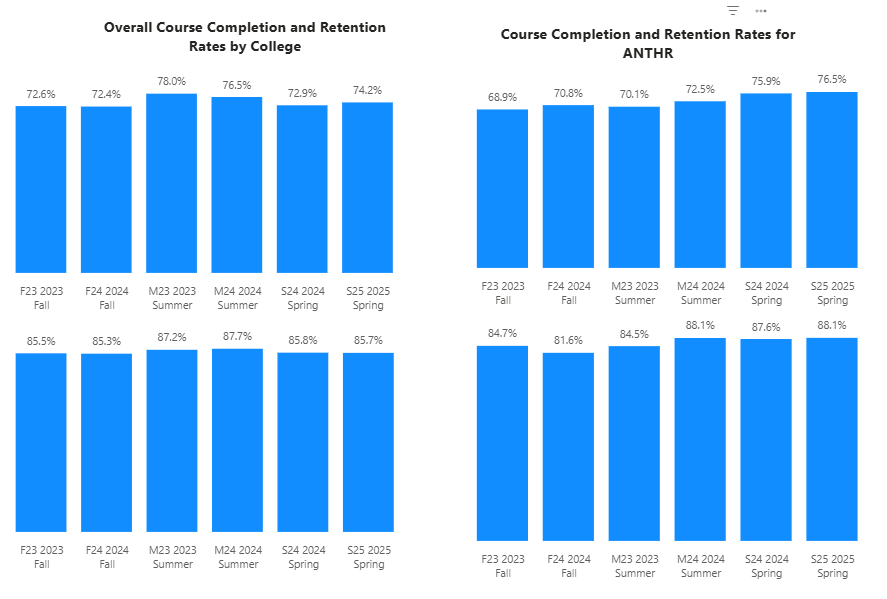 Overall Course Completion and Retention
Rates by College
72.6%
72.4%
78.0%
76.5%
72.9%
74.2%
F23 2023
Fall
F24 2024
Fall
M23 2023
Summer
M24 2024
Summer
S24 2024
Spring
S25 2025
Spring
85.5%
85.3%
87.2%
87.7%
85.8%
85.7%
F23 2023
Fall
F24 2024
Fall
M23 2023
Summer
M24 2024
Summer
S24 2024
Spring
S25 2025
Spring
Course Completion and Retention Rates for
ANTHR
68.9%
70.8%
70.1%
72.5%
75.9%
76.5%
F23 2023
Fall
F24 2024
Fall
M23 2023
Summer
M24 2024
Summer
S24 2024
Spring
S25 2025
Spring
84.7%
81.6%
84.5%
88.1%
87.6%
88.1%
F23 2023
Fall
F24 2024
Fall
M23 2023
Summer
M24 2024
Summer
S24 2024
Spring
S25 2025
Spring